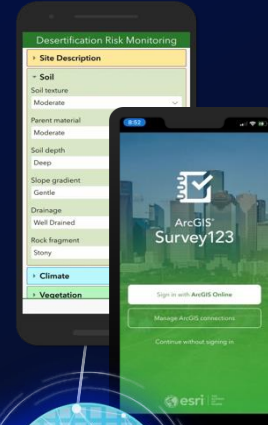 Desertification Risk Monitoring
Site Description
Soil
Soil texture
Moderate
Parent material
Moderate
Soil depth
Deep
Slope gradient
Gentle
Drainage
Well Drained
Rock fragment
Stony
Climate
Vegetation
8:52
ArcGIS®
Survey123
Sign in with ArcGIS Online
Manage ArcGIS connections
Continue without signing in
esri